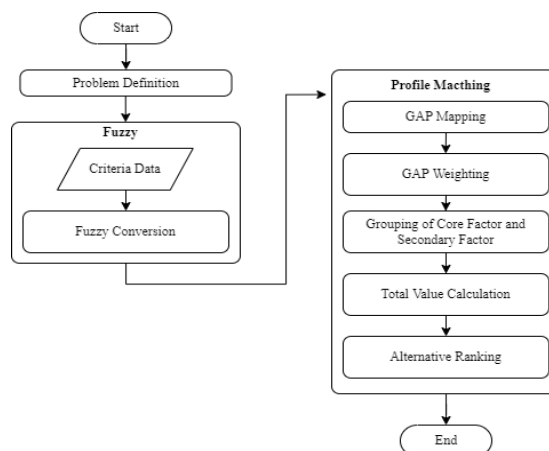 Start
Problem Definition
Fuzzy
Criteria Data
Fuzzy Conversion
Profile Macthing
GAP Mapping
GAP Weighting
Grouping of Core Factor and
Secondary Factor
Total Value Calculation
Alternative Ranking
End